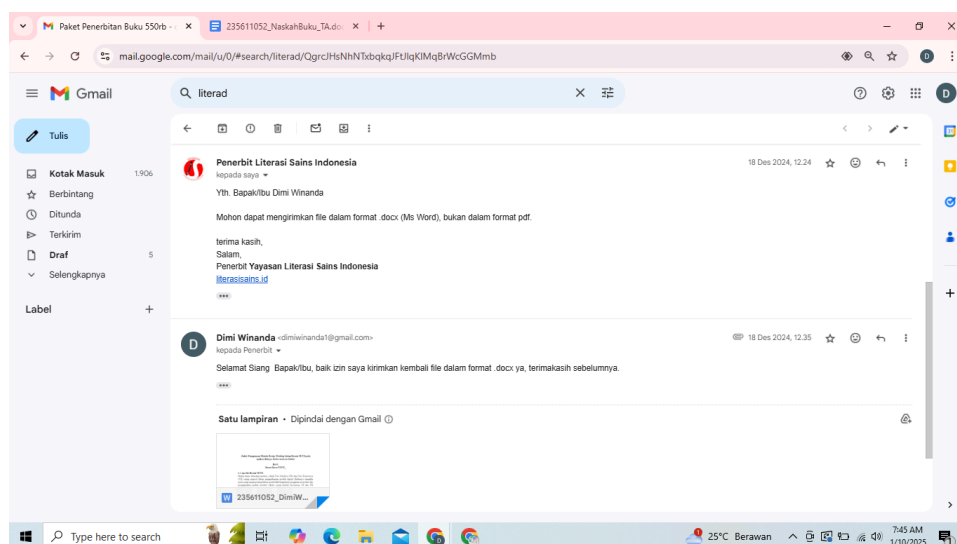 Paket Penerbitan Buku 550rb -
235611052_NaskahBuku_TA.do
mail.google.com/mail/u/0/#search/literad/QgrcJHsNhNTxbqkqJFtJlqKlMqBrWcGGMmb
D
Gmail
literad
D
Tulis
Kotak Masuk 1.906
Berbintang
Ditunda
Terkirim
Draf 5
Selengkapnya
Label
Penerbit Literasi Sains Indonesia 18 Des 2024, 12.24
kepada saya
Yth. Bapak/Ibu Dimi Winanda
Mohon dapat mengirimkan file dalam format .docx (Ms Word), bukan dalam format pdf.
terima kasih,
Salam,
Penerbit Yayasan Literasi Sains Indonesia
literasisains.id
D
Dimi Winanda <dimiwinanda1@gmail.com> 18 Des 2024, 12.35
kepada Penerbit
Selamat Siang Bapak/Ibu, baik izin saya kirimkan kembali file dalam format .docx ya, terimakasih sebelumnya.
Satu lampiran • Dipindai dengan Gmail
W 235611052_DimiW...
Type here to search
25°C Berawan
7:45 AM
1/10/2025